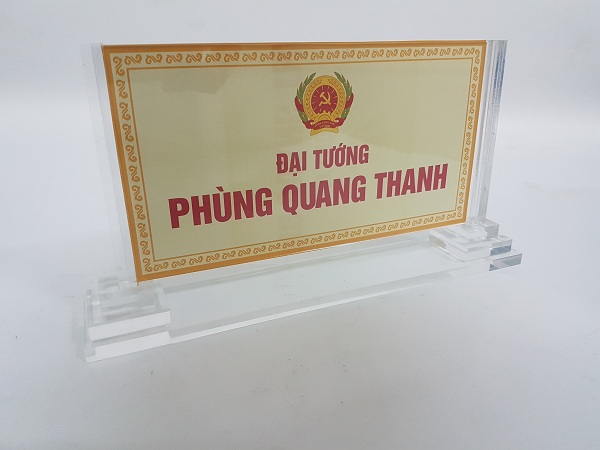 ĐẠI TƯỚNG
PHÙNG QUANG THANH